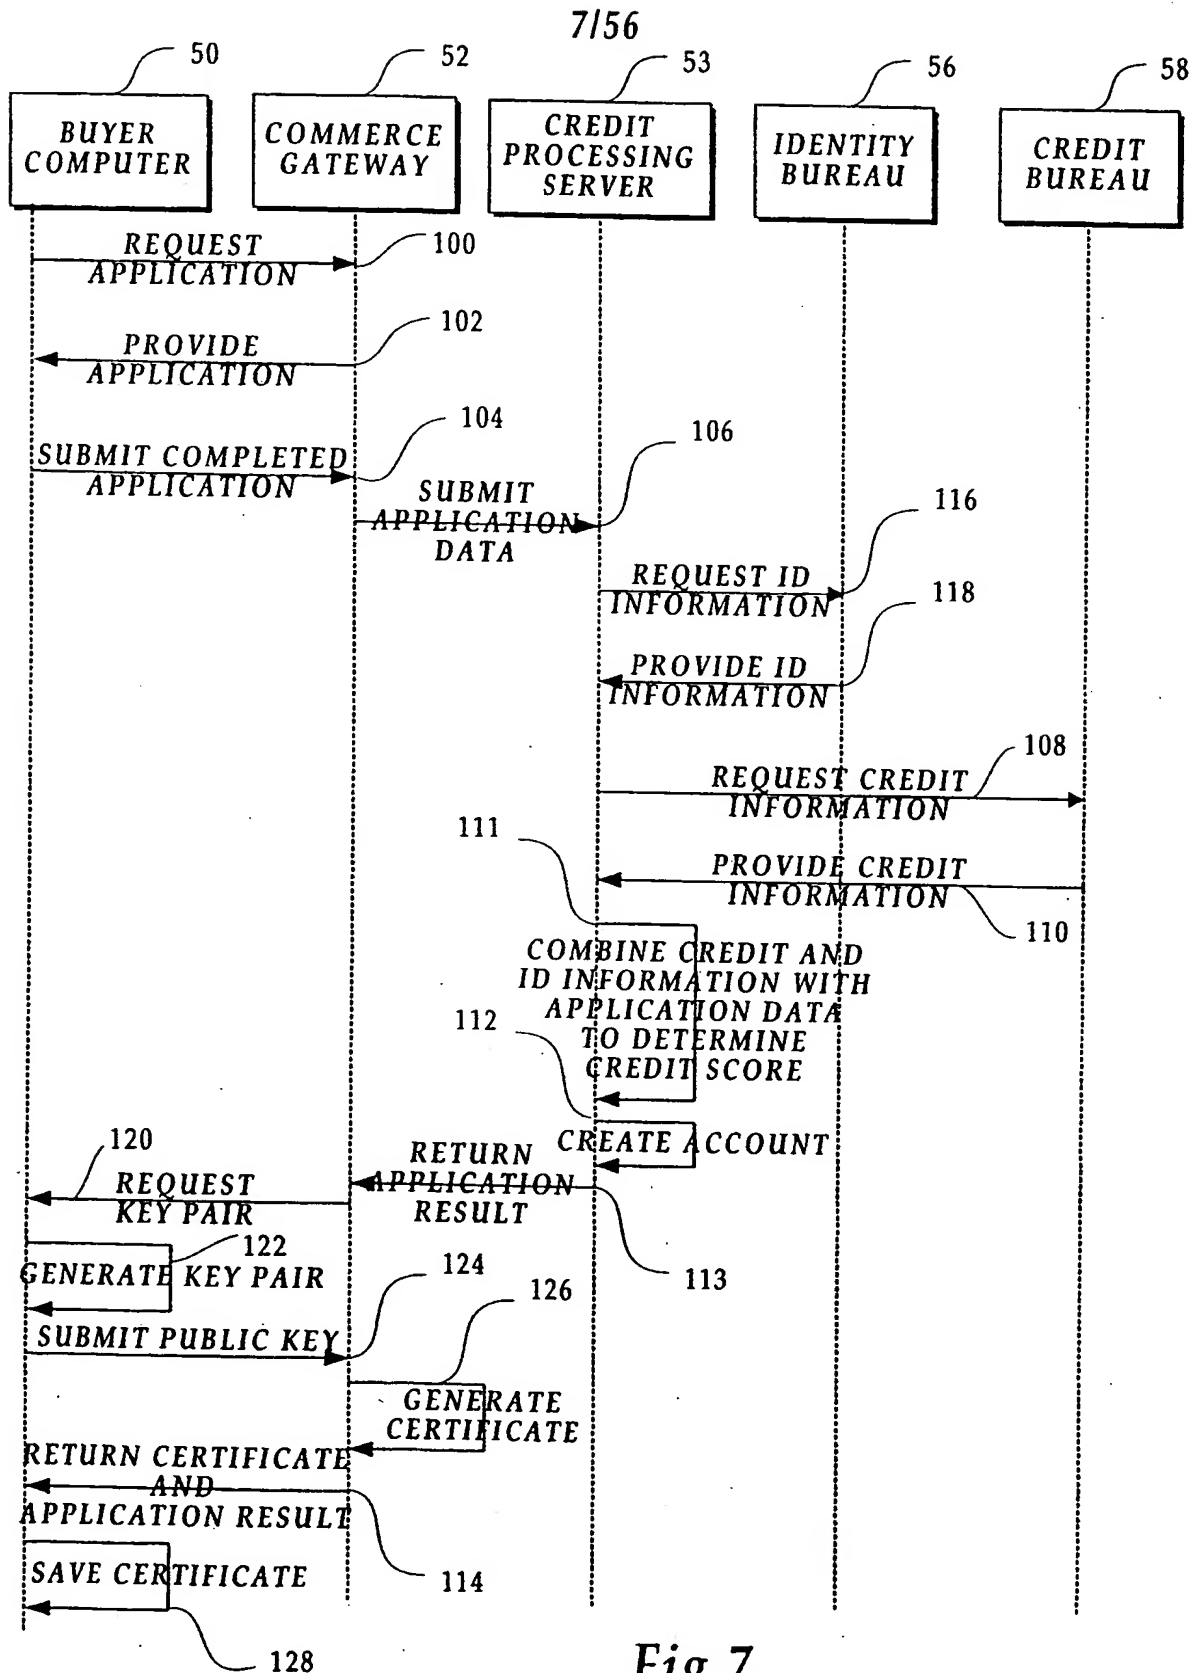 7/56
50
52
53
56
58
BUYER
COMPUTER
COMMERCE
GATEWAY
CREDIT
PROCESSING
SERVER
IDENTITY
BUREAU
CREDIT
BUREAU
REQUEST
APPLICATION
100
PROVIDE
APPLICATION
102
SUBMIT COMPLETED
APPLICATION
104
SUBMIT
APPLICATION
DATA
106
REQUEST ID
INFORMATION
116
PROVIDE ID
INFORMATION
118
REQUEST CREDIT
INFORMATION
108
PROVIDE CREDIT
INFORMATION
110
111
COMBINE CREDIT AND
ID INFORMATION WITH
APPLICATION DATA
TO DETERMINE
CREDIT SCORE
112
CREATE ACCOUNT
RETURN
APPLICATION
RESULT
113
120
REQUEST
KEY PAIR
122
GENERATE KEY PAIR
SUBMIT PUBLIC KEY
124
126
GENERATE
CERTIFICATE
RETURN CERTIFICATE
AND
APPLICATION RESULT
114
SAVE CERTIFICATE
128
Fig. 7